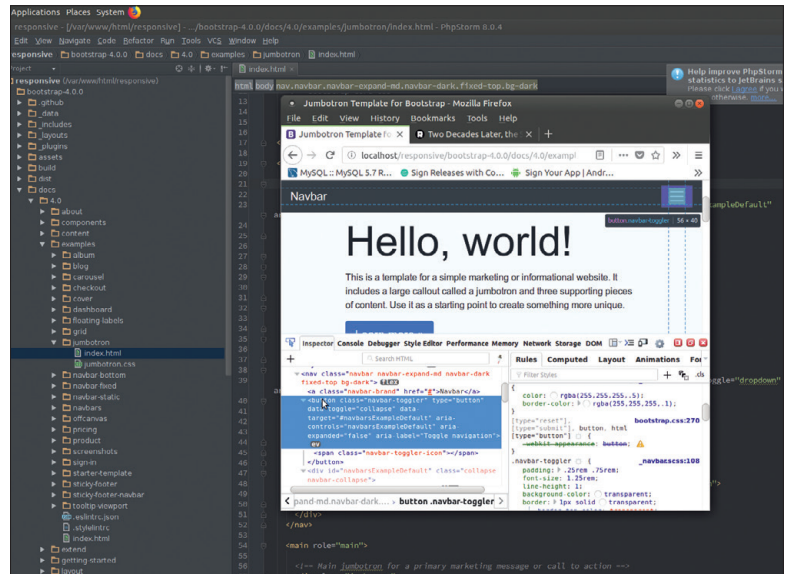 Applications Places System
responsive - [/var/www/html/responsive] - .../bootstrap-4.0.0/docs/4.0/examples/jumbotron/index.html - PhpStorm 8.0.4
Edit View Navigate Code Refactor Run Tools VCS Window Help
esponsive bootstrap-4.0.0 docs 4.0 examples jumbotron index.html
index.html
responsive (/var/www/html/responsive)
html body nav.navbar.navbar-expand-md.navbar-dark.fixed-top.bg-dark
Help improve PhpStorm
statistics to JetBrains s
Please click I agree if you
otherwise, more...
bootstrap-4.0.0
.github
_data
_includes
_layouts
_plugins
assets
build
dist
docs
4.0
about
components
content
examples
album
blog
carousel
checkout
cover
dashboard
floating-labels
grid
jumbotron
index.html
jumbotron.css
navbar bottom
navbar fixed
navbar-static
navbars
offcanvas
pricing
product
screenshots
sign-in
starter-template
sticky-footer
sticky-footer-navbar
tooltip-viewport
.eslintrc.json
.stylelintrc
index.html
extend
getting-started
layout
Jumbotron Template for Bootstrap - Mozilla Firefox
File Edit View History Bookmarks Tools Help
Jumbotron Template fo × Two Decades Later, the × +
localhost/responsive/bootstrap-4.0.0/docs/4.0/exampl
MySQL :: MySQL 5.7 R... Sign Releases with Co... Sign Your App | Andr...
Navbar
button.navbar-toggler | 56 × 40
ampleDefault"
Hello, world!
This is a template for a simple marketing or informational website. It
includes a large callout called a jumbotron and three supporting pieces
of content. Use it as a starting point to create something more unique.
Inspector Console Debugger Style Editor Performance Memory Network Storage DOM
+ Search HTML
Rules Computed Layout Animations
Filter Styles + .cls
<nav class="navbar navbar-expand-md navbar-dark
fixed-top bg-dark"> flex
<a class="navbar-brand" href="#">Navbar</a>
<button class="navbar-toggler" type="button"
data-toggle="collapse" data-
target="#navbarsExampleDefault" aria-
controls="navbarsExampleDefault" aria-
expanded="false" aria-label="Toggle navigation">
ev
<span class="navbar-toggler-icon"></span>
</button>
<div id="navbarsExampleDefault" class="collapse
navbar-collapse">
pand-md.navbar-dark.... > button .navbar-toggler
{
color: rgba(255,255,255,.5);
border-color: rgba(255,255,255,.1);
}
[type="reset"], bootstrap.css:270
[type="submit"], button, html
[type="button"] {
-webkit-appearance: button;
}
.navbar-toggler { _navbar.scss:108
padding: .25rem .75rem;
font-size: 1.25rem;
line-height: 1;
background-color: transparent;
border: 1px solid transparent;
ggle="dropdown"
</div>
</nav>
<main role="main">
<!-- Main jumbotron for a primary marketing message or call to action -->